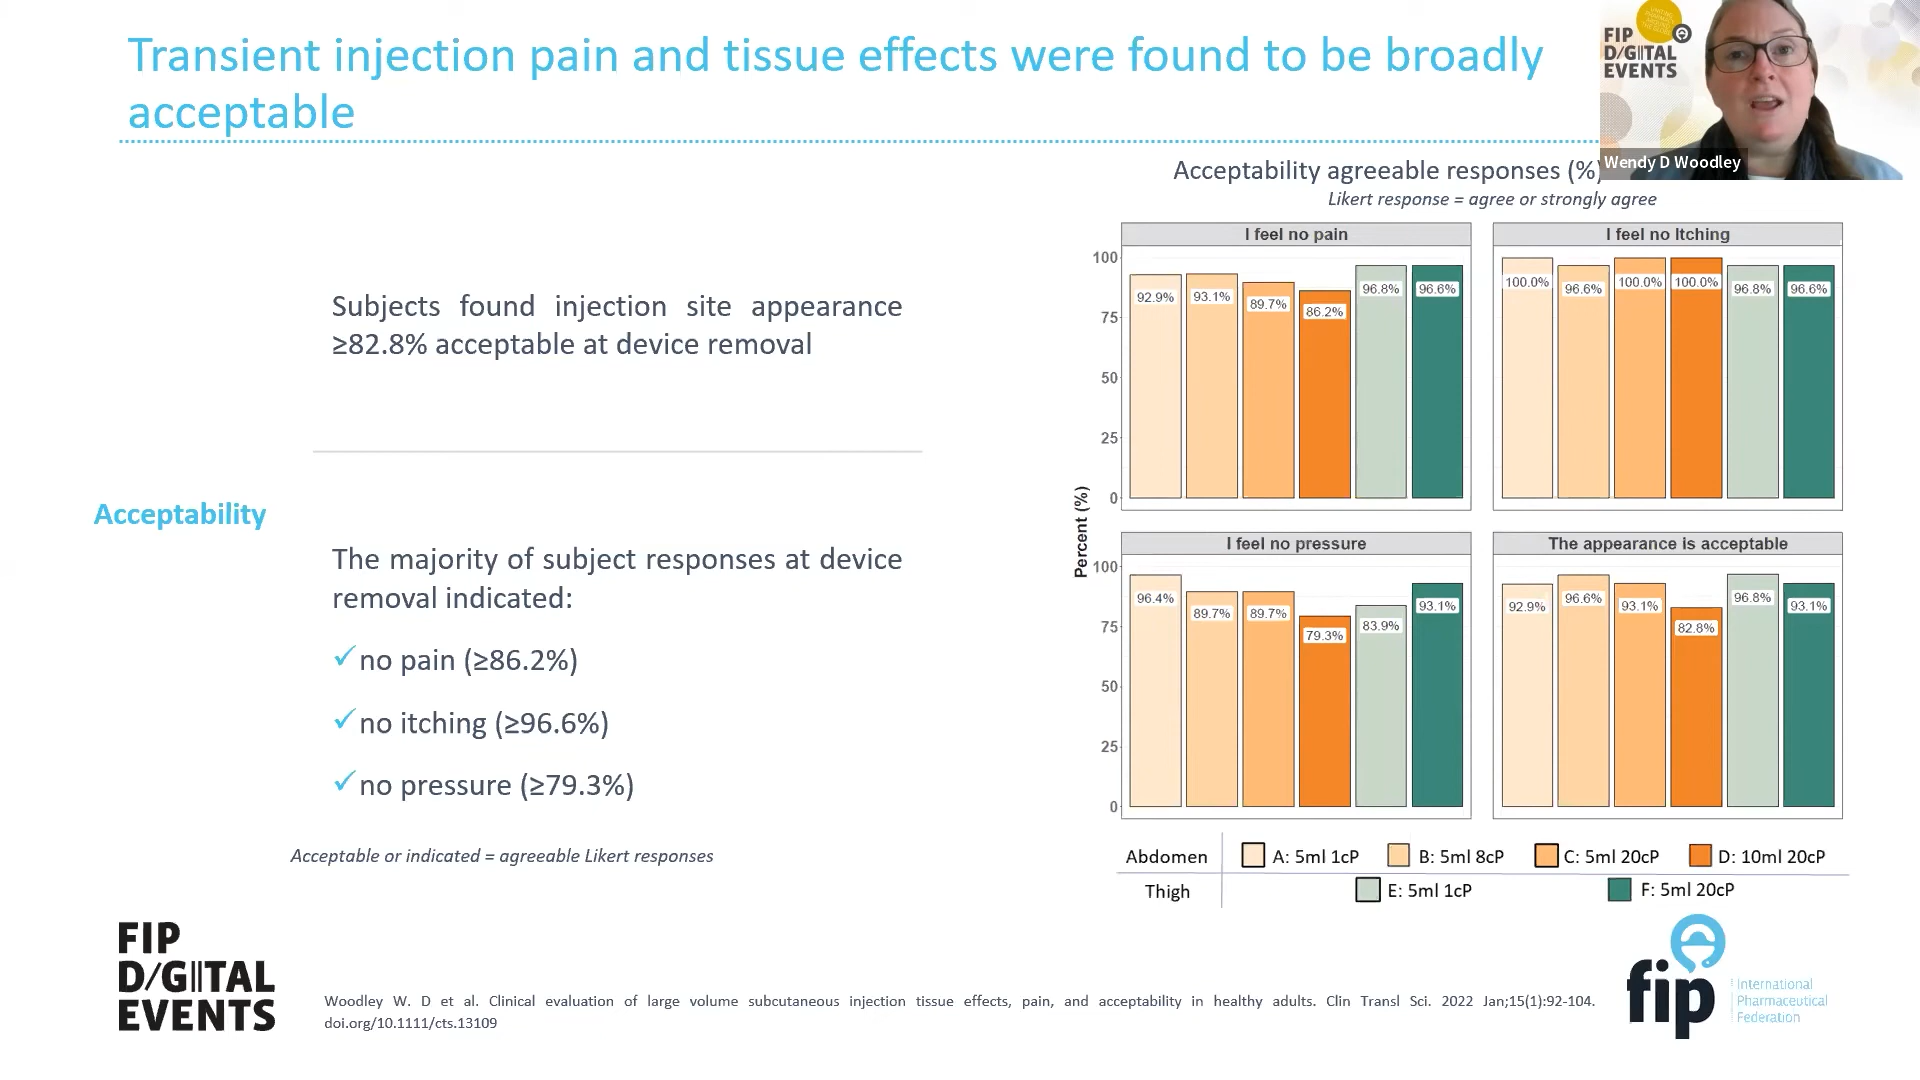 Transient injection pain and tissue effects were found to be broadly
acceptable
FIP
D/GITAL
EVENTS
Wendy D Woodley
Acceptability agreeable responses (%)
Likert response = agree or strongly agree
Subjects found injection site appearance
≥82.8% acceptable at device removal
Acceptability
The majority of subject responses at device
removal indicated:
✓no pain (≥86.2%)
✓no itching (≥96.6%)
✓no pressure (≥79.3%)
Acceptable or indicated = agreeable Likert responses
Percent (%)
I feel no pain
100
75
50
25
0
92.9% 93.1% 89.7% 86.2% 96.8% 96.6%
I feel no Itching
100.0% 96.6% 100.0% 100.0% 96.8% 96.6%
I feel no pressure
100
75
50
25
0
96.4% 89.7% 89.7% 79.3% 83.9% 93.1%
The appearance is acceptable
92.9% 96.6% 93.1% 82.8% 96.8% 93.1%
Abdomen A: 5ml 1cP B: 5ml 8cP C: 5ml 20cP D: 10ml 20cP
Thigh E: 5ml 1cP F: 5ml 20cP
FIP
D/GITAL
EVENTS
Woodley W. D et al. Clinical evaluation of large volume subcutaneous injection tissue effects, pain, and acceptability in healthy adults. Clin Transl Sci. 2022 Jan;15(1):92-104.
doi.org/10.1111/cts.13109
fip
International
Pharmaceutical
Federation